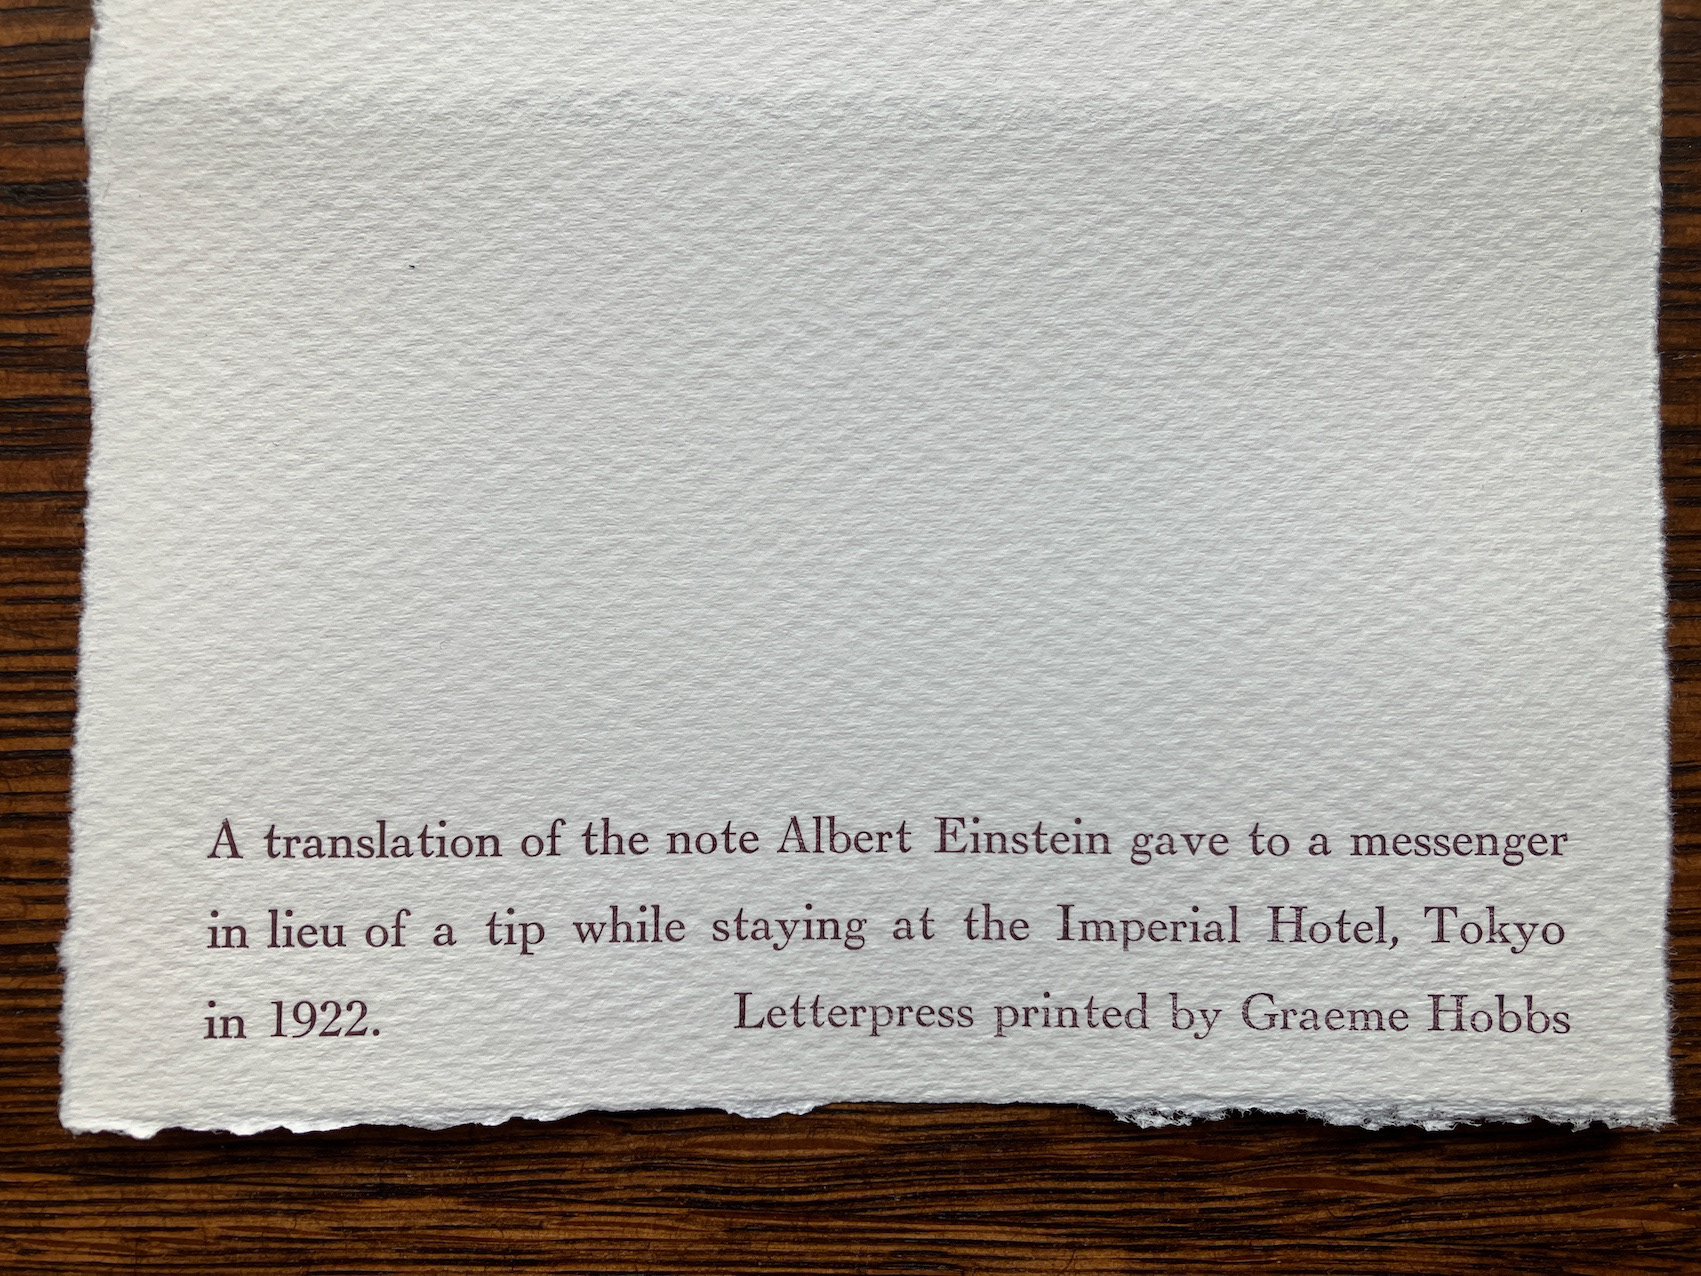 A translation of the note Albert Einstein gave to a messenger
in lieu of a tip while staying at the Imperial Hotel, Tokyo
in 1922. Letterpress printed by Graeme Hobbs